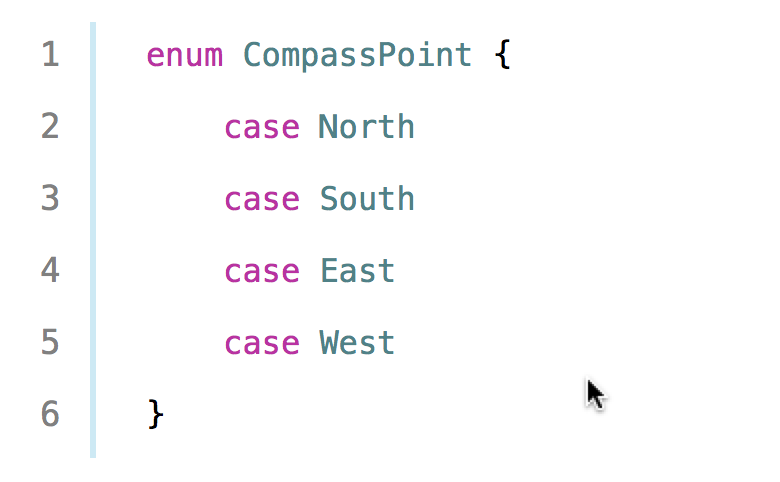 1 enum CompassPoint {
2 case North
3 case South
4 case East
5 case West
6 }